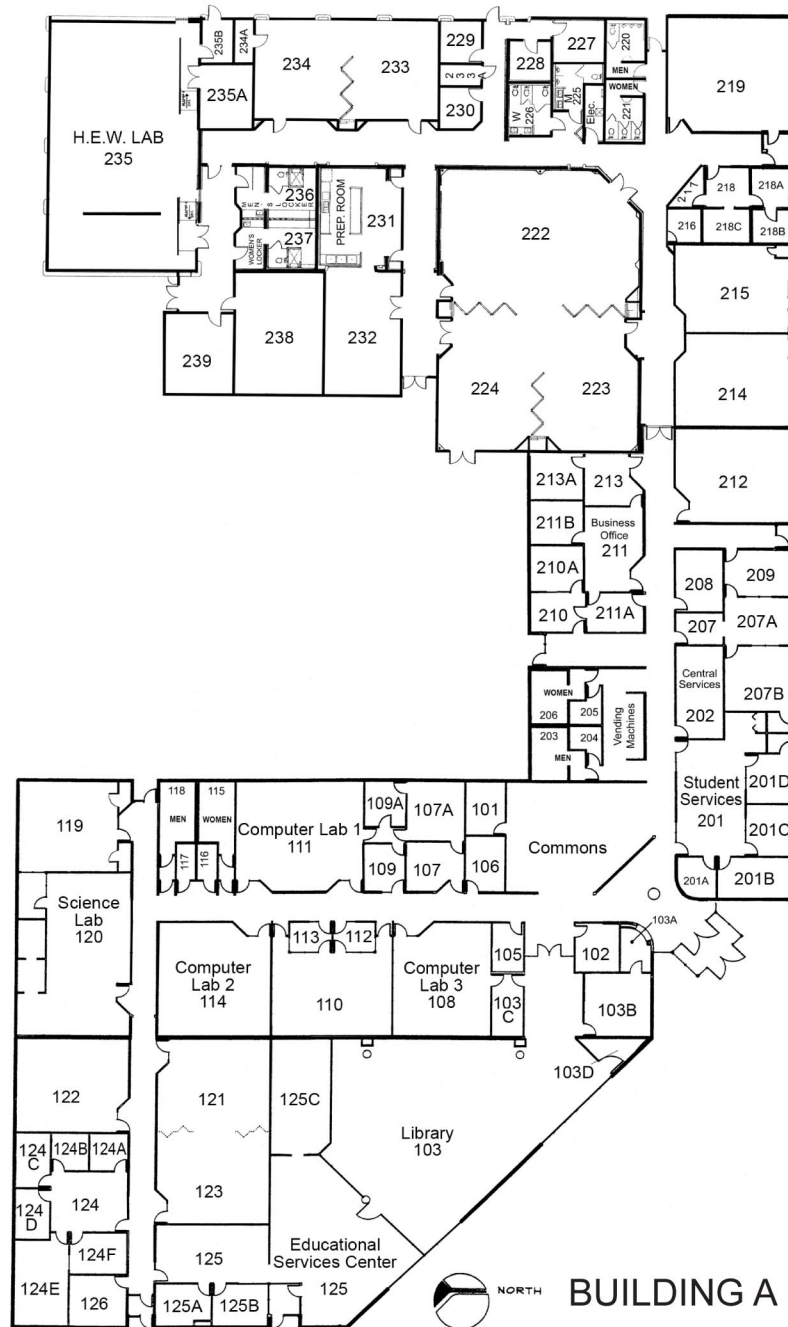 235B
234A
229
227
220
234
233
228
MEN
219
2 3 3 A
235A
230
M
225
WOMEN
W
226
Elec.
221
H.E.W. LAB
235
236
MEN'S LOCKER
PREP. ROOM
231
217
218
218A
WOMEN'S
LOCKER
237
216
218C
218B
222
215
239
238
232
224
223
214
213A
213
212
211B
Business
Office
211
210A
208
209
210
211A
207
207A
Central
Services
202
207B
WOMEN
206
205
Vending
Machines
203
MEN
204
Student
Services
201
201D
201C
201A
201B
119
118
MEN
115
WOMEN
117
116
Computer Lab 1
111
109A
107A
101
109
107
106
Commons
Science
Lab
120
113
112
105
102
103A
Computer
Lab 2
114
110
Computer
Lab 3
108
103
C
103B
103D
122
121
125C
Library
103
124
C
124B
124A
124
D
124
123
124F
124E
126
125
Educational
Services Center
125
125A
125B
NORTH
BUILDING A